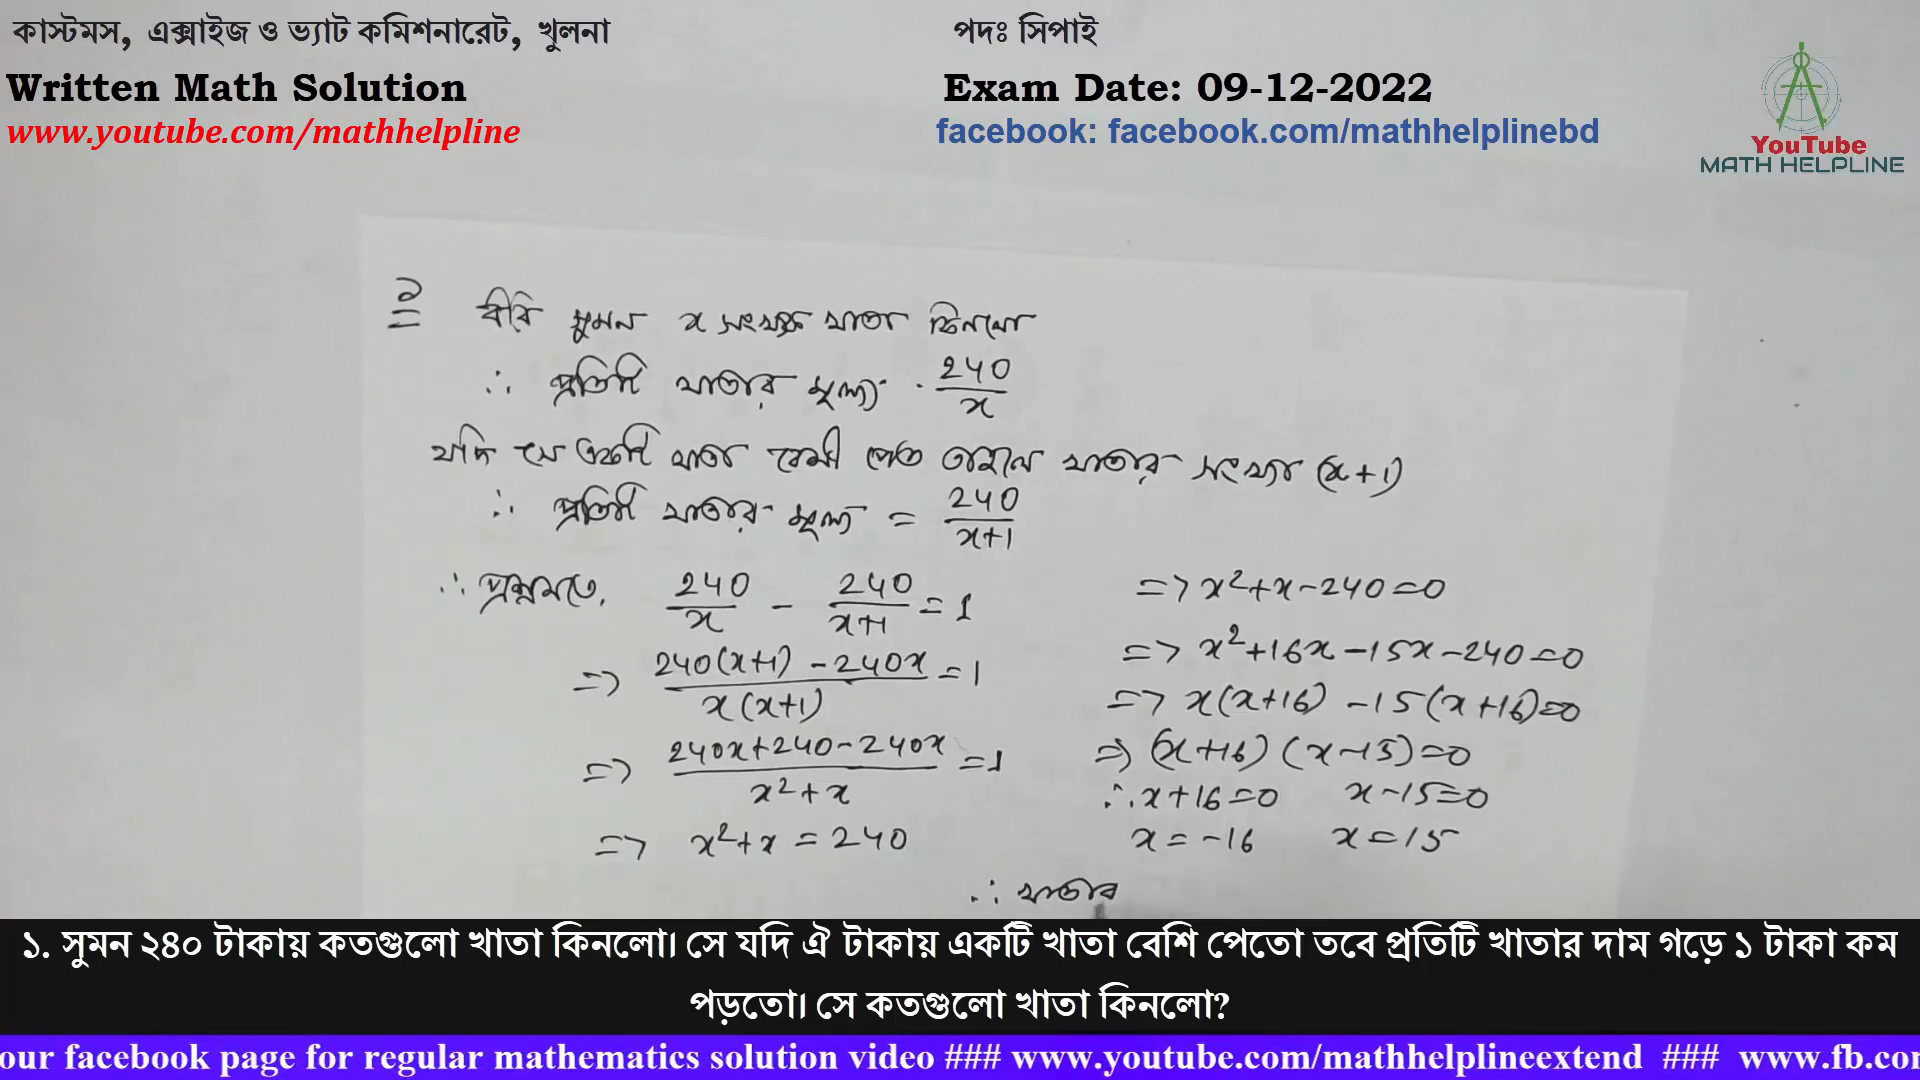 কাস্টমস, এক্সাইজ ও ভ্যাট কমিশনারেট, খুলনা
পদঃ সিপাই
Written Math Solution
Exam Date: 09-12-2022
www.youtube.com/mathhelpline
facebook: facebook.com/mathhelplinebd
YouTube
MATH HELPLINE
১
ধরি সুমন x সংখ্যক খাতা কিনলো
∴ প্রতিটি খাতার মূল্য 240/x
যদি সে একটি খাতা বেশী পেত তাহলে খাতার সংখ্যা (x+1)
∴ প্রতিটি খাতার মূল্য = 240/x+1
∴ প্রশ্নমতে, 240/x - 240/x+1 = 1
=> 240(x+1) - 240x / x(x+1) = 1
=> 240x+240-240x / x²+x = 1
=> x²+x = 240
=> x²+x-240=0
=> x²+16x-15x-240=0
=> x(x+16) -15(x+16)=0
=> (x+16) (x-15)=0
∴ x+16=0 x-15=0
x=-16 x=15
∴ খাতার
১. সুমন ২৪০ টাকায় কতগুলো খাতা কিনলো। সে যদি ঐ টাকায় একটি খাতা বেশি পেতো তবে প্রতিটি খাতার দাম গড়ে ১ টাকা কম
পড়তো। সে কতগুলো খাতা কিনলো?
our facebook page for regular mathematics solution video ### www.youtube.com/mathhelplineextend ### www.fb.con